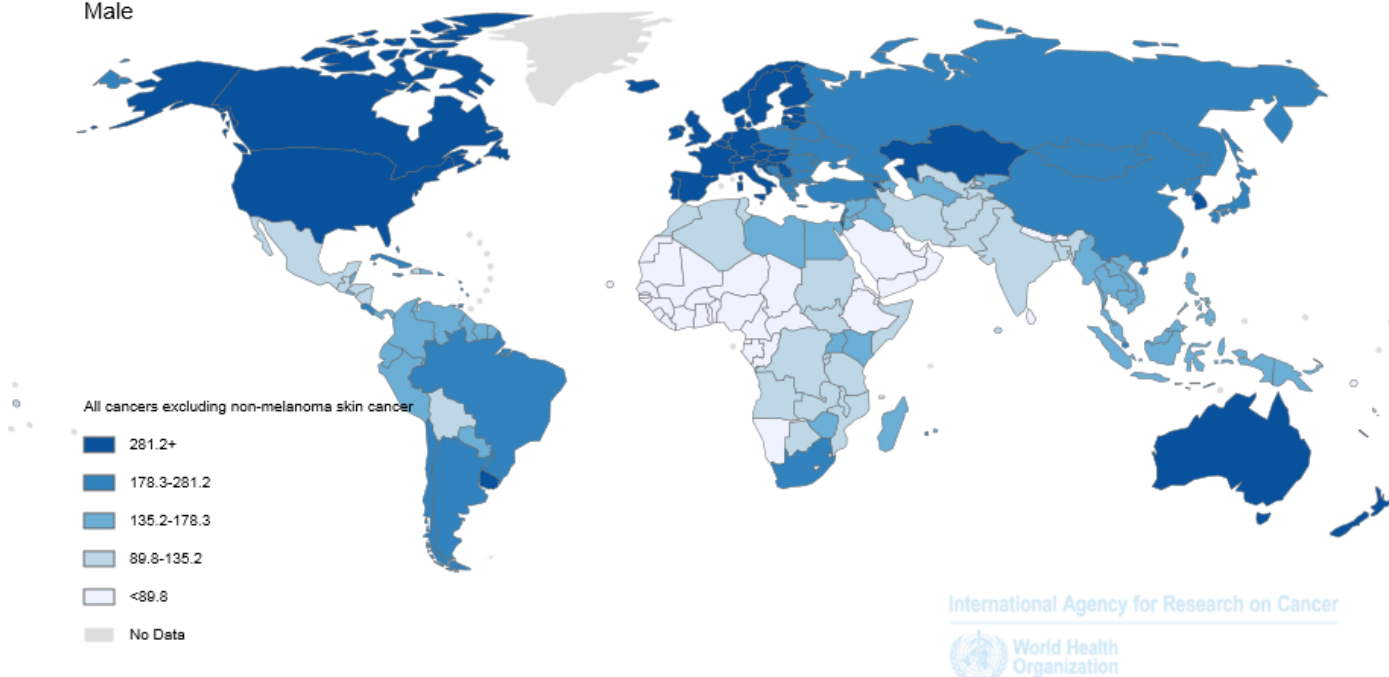 Male
All cancers excluding non-melanoma skin cancer
281.2+
178.3-281.2
135.2-178.3
89.8-135.2
<89.8
No Data
International Agency for Research on Cancer
World Health
Organization